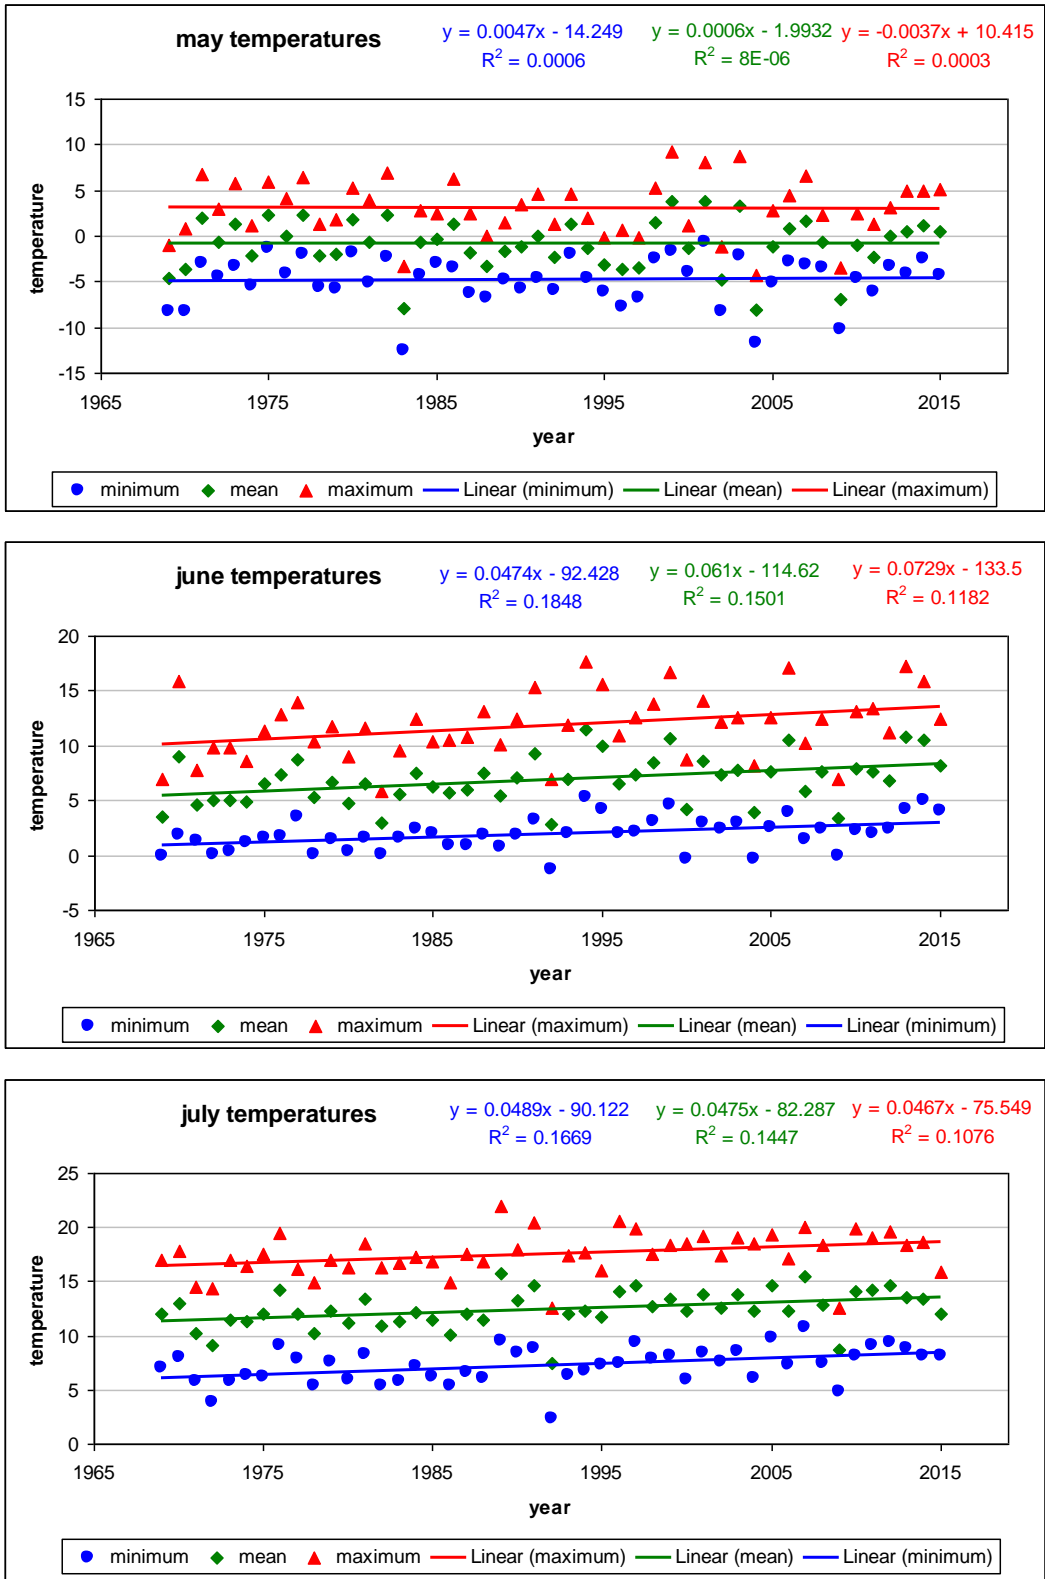 may temperatures
y = 0.0047x - 14.249 y = 0.0006x - 1.9932 y = -0.0037x + 10.415
R² = 0.0006 R² = 8E-06 R² = 0.0003
15
10
5
0
-5
-10
-15
temperature
1965 1975 1985 1995 2005 2015
year
minimum mean maximum Linear (minimum) Linear (mean) Linear (maximum)
june temperatures
y = 0.0474x - 92.428 y = 0.061x - 114.62 y = 0.0729x - 133.5
R² = 0.1848 R² = 0.1501 R² = 0.1182
20
15
10
5
0
-5
temperature
1965 1975 1985 1995 2005 2015
year
minimum mean maximum Linear (maximum) Linear (mean) Linear (minimum)
july temperatures
y = 0.0489x - 90.122 y = 0.0475x - 82.287 y = 0.0467x - 75.549
R² = 0.1669 R² = 0.1447 R² = 0.1076
25
20
15
10
5
0
temperature
1965 1975 1985 1995 2005 2015
year
minimum mean maximum Linear (maximum) Linear (mean) Linear (minimum)